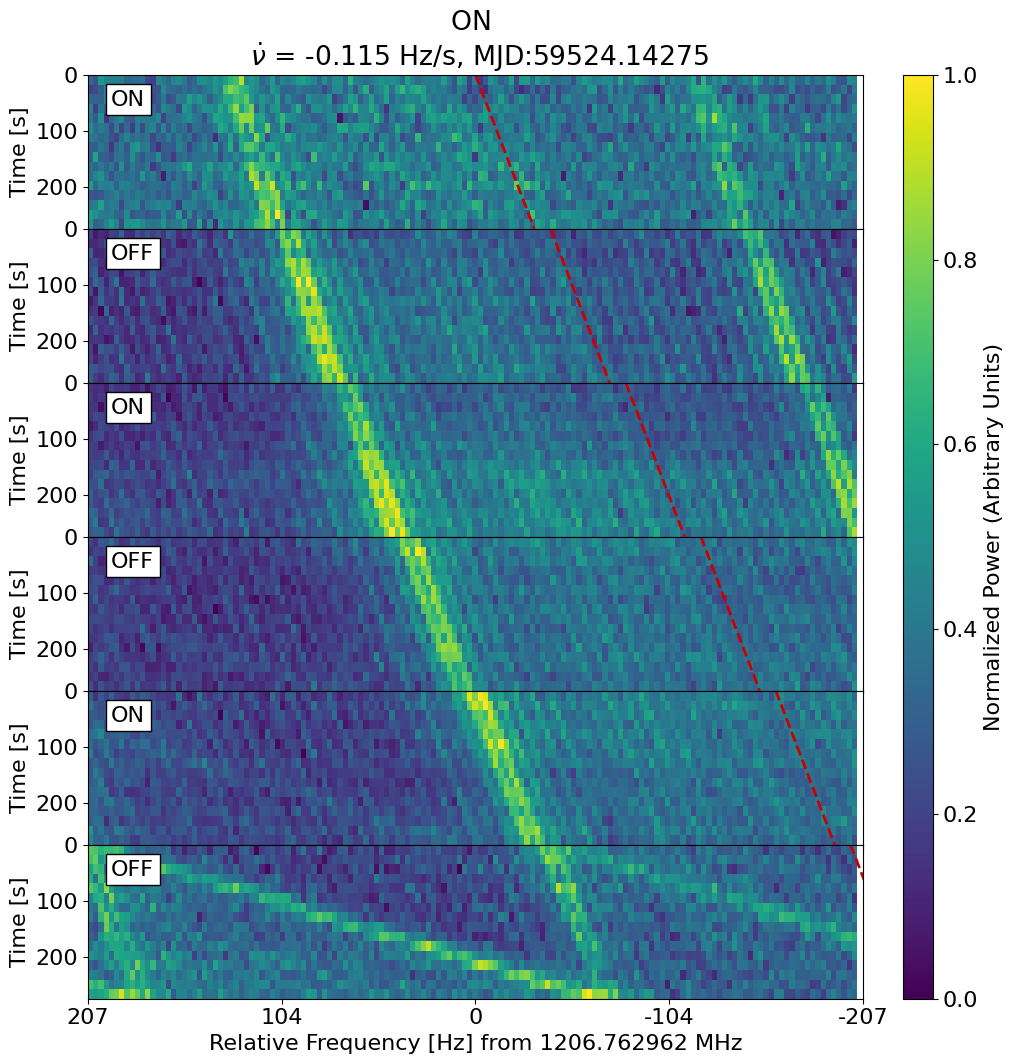 ON
ν̇ = -0.115 Hz/s, MJD:59524.14275
0
ON
100
200
Time [s]
0
OFF
100
200
Time [s]
0
ON
100
200
Time [s]
0
OFF
100
200
Time [s]
0
ON
100
200
Time [s]
0
OFF
100
200
Time [s]
207 104 0 -104 -207
Relative Frequency [Hz] from 1206.762962 MHz
1.0
0.8
0.6
0.4
0.2
0.0
Normalized Power (Arbitrary Units)